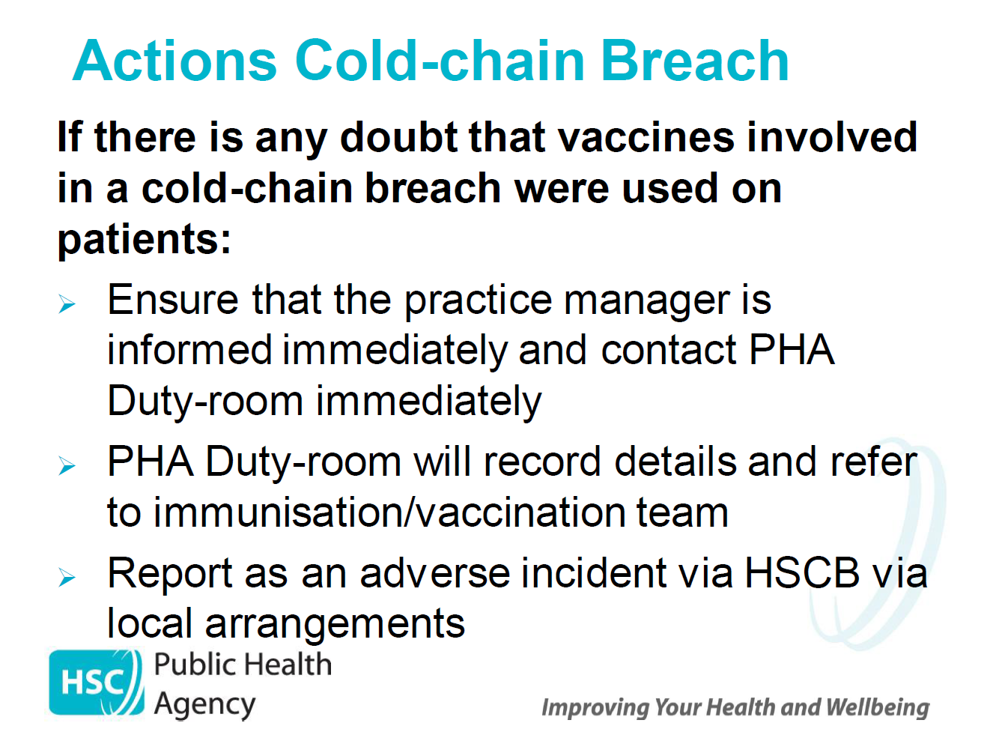 Actions Cold-chain Breach
If there is any doubt that vaccines involved
in a cold-chain breach were used on
patients:
Ensure that the practice manager is
informed immediately and contact PHA
Duty-room immediately
PHA Duty-room will record details and refer
to immunisation/vaccination team
Report as an adverse incident via HSCB via
local arrangements
HSC Public Health
Agency
Improving Your Health and Wellbeing